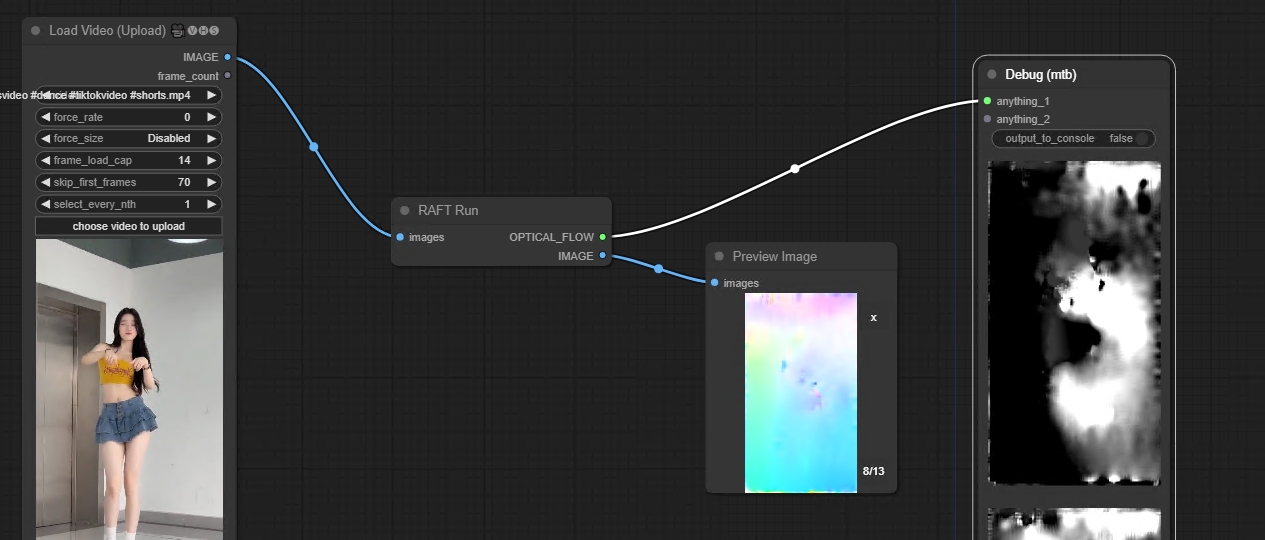 Load Video (Upload) 🎥🅥🅗🅢
IMAGE
frame_count
video #dance #tiktokvideo #shorts.mp4
force_rate 0
force_size Disabled
frame_load_cap 14
skip_first_frames 70
select_every_nth 1
choose video to upload
RAFT Run
images OPTICAL_FLOW
IMAGE
Preview Image
images
x
8/13
Debug (mtb)
anything_1
anything_2
output_to_console false